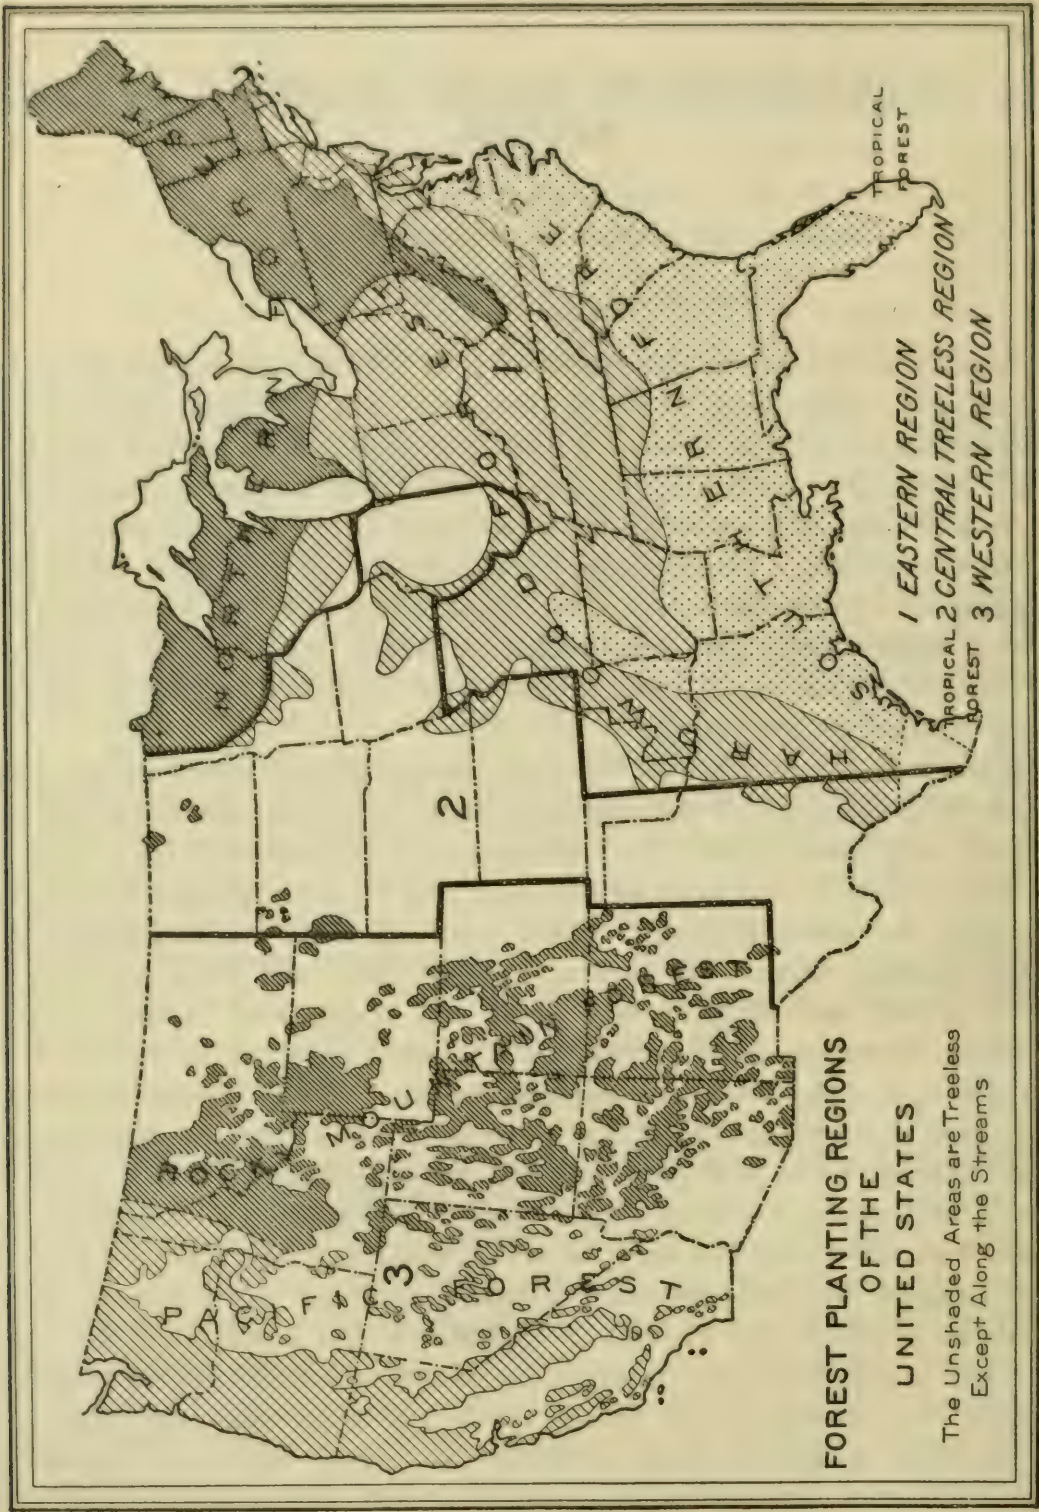 FOREST PLANTING REGIONS
OF THE
UNITED STATES
The Unshaded Areas are Treeless
Except Along the Streams
1 EASTERN REGION
2 CENTRAL TREELESS REGION
3 WESTERN REGION
TROPICAL
FOREST
TROPICAL
FOREST
NORTHERN FOREST
HARDWOOD FOREST
SOUTHERN FOREST
ROCKY
MOUNTAIN
FOREST
PACIFIC FOREST
1
2
3